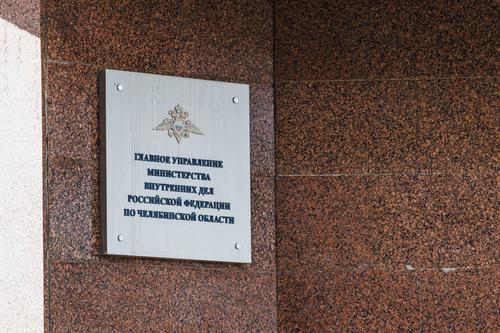 ГЛАВНОЕ УПРАВЛЕНИЕ
МИНИСТЕРСТВА
ВНУТРЕННИХ ДЕЛ
РОССИЙСКОЙ ФЕДЕРАЦИИ
ПО ЧЕЛЯБИНСКОЙ ОБЛАСТИ